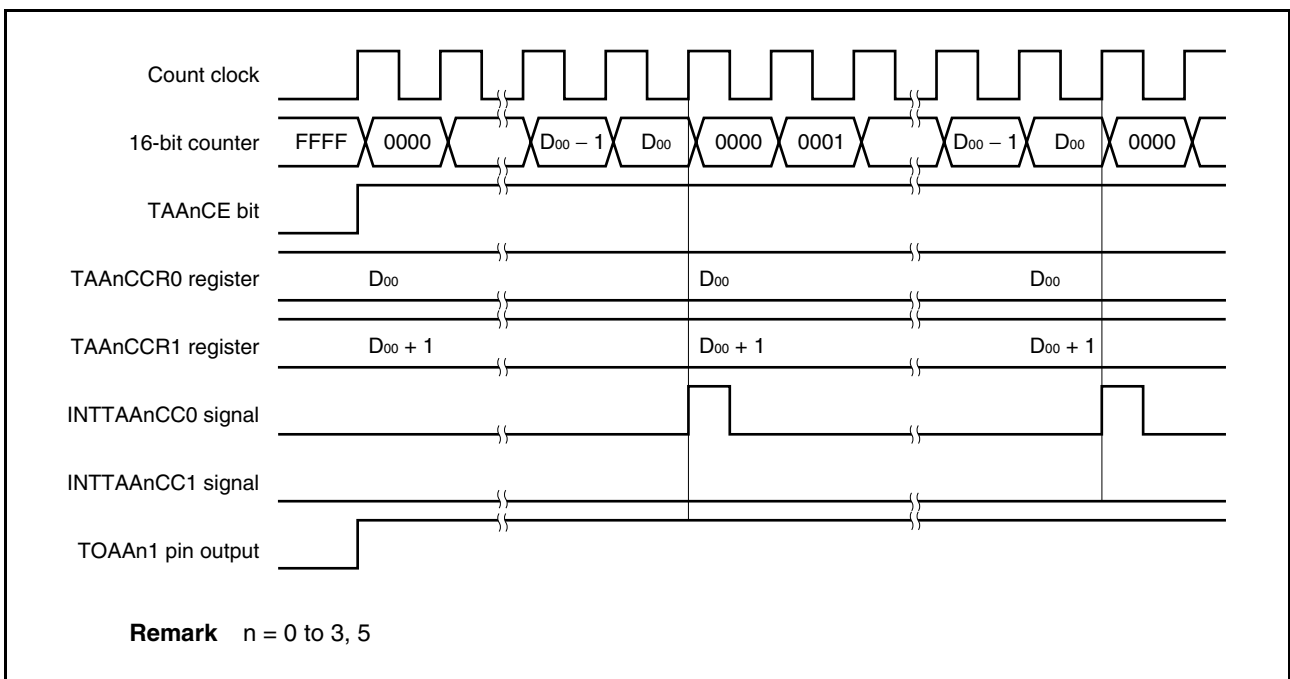 Count clock
16-bit counter FFFF 0000 D00 − 1 D00 0000 0001 D00 − 1 D00 0000
TAAnCE bit
TAAnCCR0 register D00 D00 D00
TAAnCCR1 register D00 + 1 D00 + 1 D00 + 1
INTTAAnCC0 signal
INTTAAnCC1 signal
TOAAn1 pin output
Remark n = 0 to 3, 5